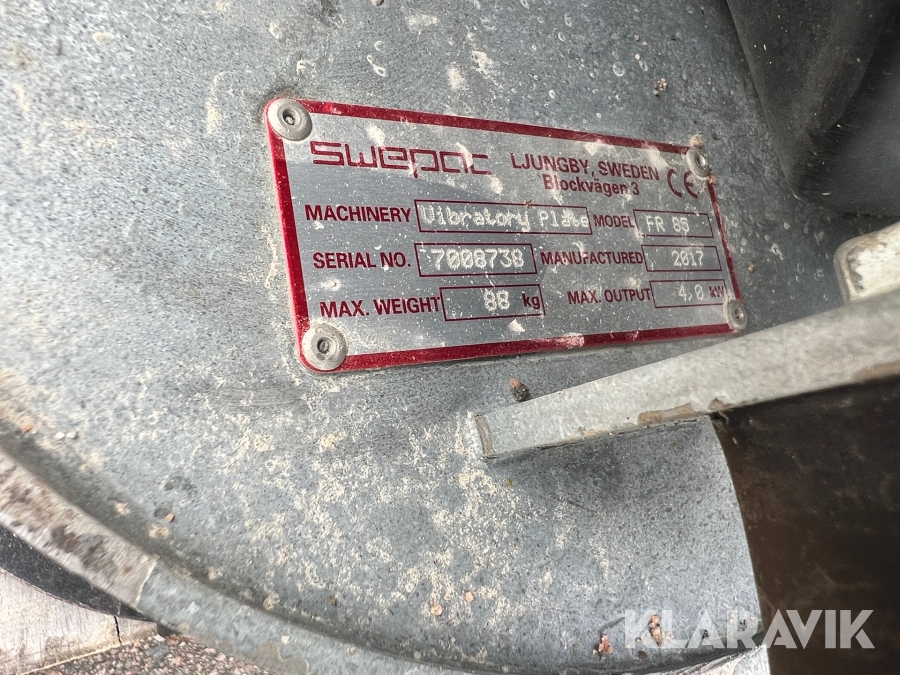 swepac LJUNGBY, SWEDEN
Blockvägen 3 CE
MACHINERY Vibratory Plate MODEL FR 85
SERIAL NO. 7008738 MANUFACTURED 2017
MAX. WEIGHT 88 kg MAX. OUTPUT 4,0 kW
KLARAVIK